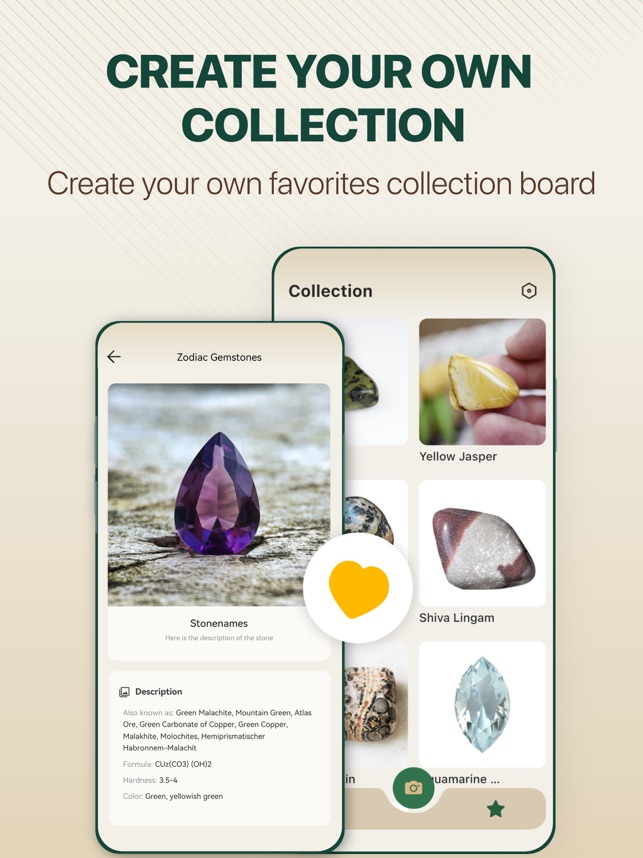 CREATE YOUR OWN
COLLECTION
Create your own favorites collection board
Collection
Yellow Jasper
Shiva Lingam
in
quamarine ...
Zodiac Gemstones
Stonenames
Here is the description of the stone
Description
Also known as: Green Malachite, Mountain Green, Atlas
Ore, Green Carbonate of Copper, Green Copper,
Malakhite, Molochites, Hemiprismatischer
Habronnem-Malachit
Formula: CUz(CO3) (OH)2
Hardness: 3.5-4
Color: Green, yellowish green